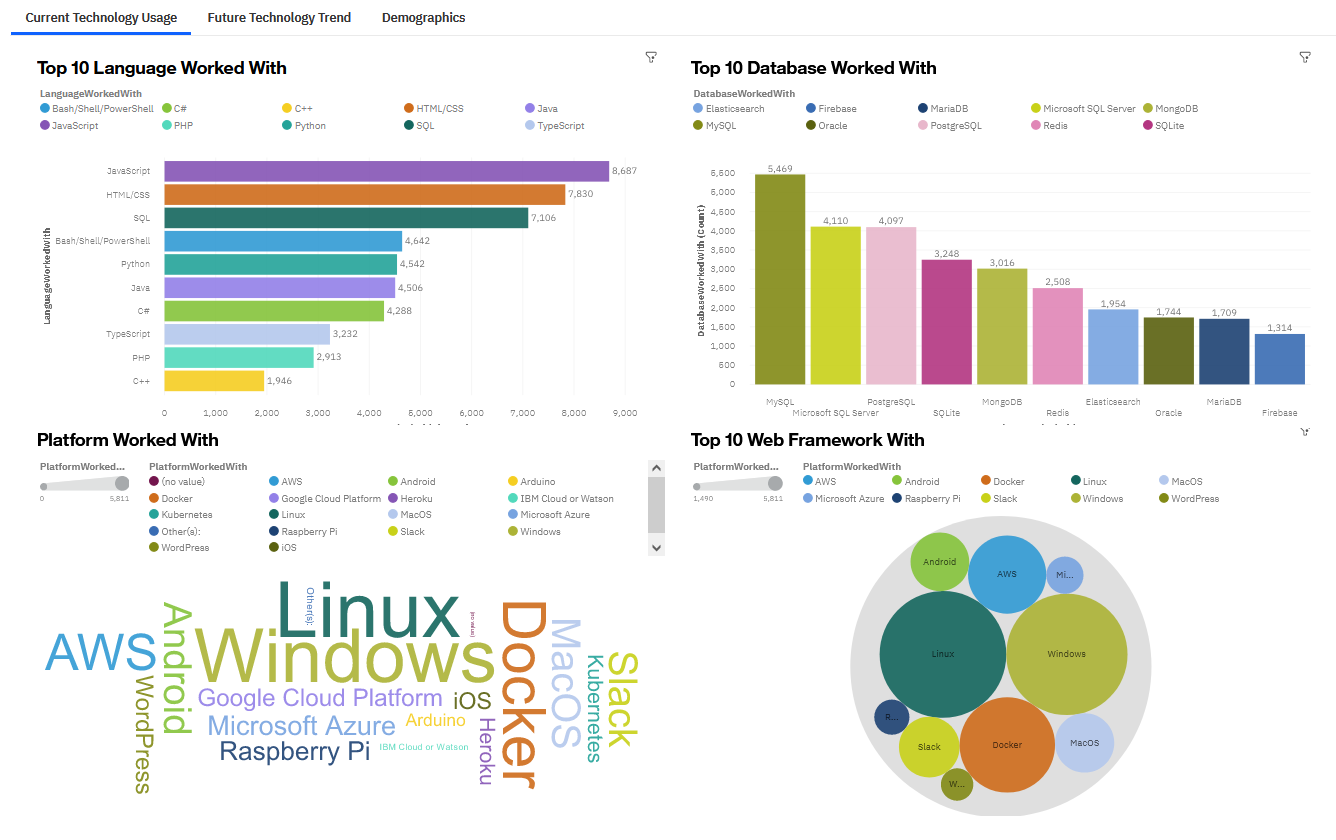 Current Technology Usage Future Technology Trend Demographics
Top 10 Language Worked With
LanguageWorkedWith
Bash/Shell/PowerShell C# C++ HTML/CSS Java
JavaScript PHP Python SQL TypeScript
LanguageWorkedWith
JavaScript 8,687
HTML/CSS 7,830
SQL 7,106
Bash/Shell/PowerShell 4,642
Python 4,542
Java 4,506
C# 4,288
TypeScript 3,232
PHP 2,913
C++ 1,946
0 1,000 2,000 3,000 4,000 5,000 6,000 7,000 8,000 9,000
Top 10 Database Worked With
DatabaseWorkedWith
Elasticsearch Firebase MariaDB Microsoft SQL Server MongoDB
MySQL Oracle PostgreSQL Redis SQLite
DatabaseWorkedWith (Count)
5,500
5,000
4,500
4,000
3,500
3,000
2,500
2,000
1,500
1,000
500
0
5,469 4,110 4,097 3,248 3,016 2,508 1,954 1,744 1,709 1,314
MySQL PostgreSQL MongoDB Elasticsearch MariaDB
Microsoft SQL Server SQLite Redis Oracle Firebase
Platform Worked With
PlatformWorked...
0 5,811
PlatformWorkedWith
(no value) AWS Android Arduino
Docker Google Cloud Platform Heroku IBM Cloud or Watson
Kubernetes Linux MacOS Microsoft Azure
Other(s): Raspberry Pi Slack Windows
WordPress iOS
AWS
WordPress
Android
Linux
Other(s):
(no value)
Windows
Google Cloud Platform
iOS
Microsoft Azure
Arduino
Raspberry Pi
IBM Cloud or Watson
Heroku
Docker
MacOS
Kubernetes
Slack
Top 10 Web Framework With
PlatformWorked...
1,490 5,811
PlatformWorkedWith
AWS Android Docker Linux MacOS
Microsoft Azure Raspberry Pi Slack Windows WordPress
Android
AWS
Mi...
Linux
Windows
R...
Slack
Docker
MacOS
W...